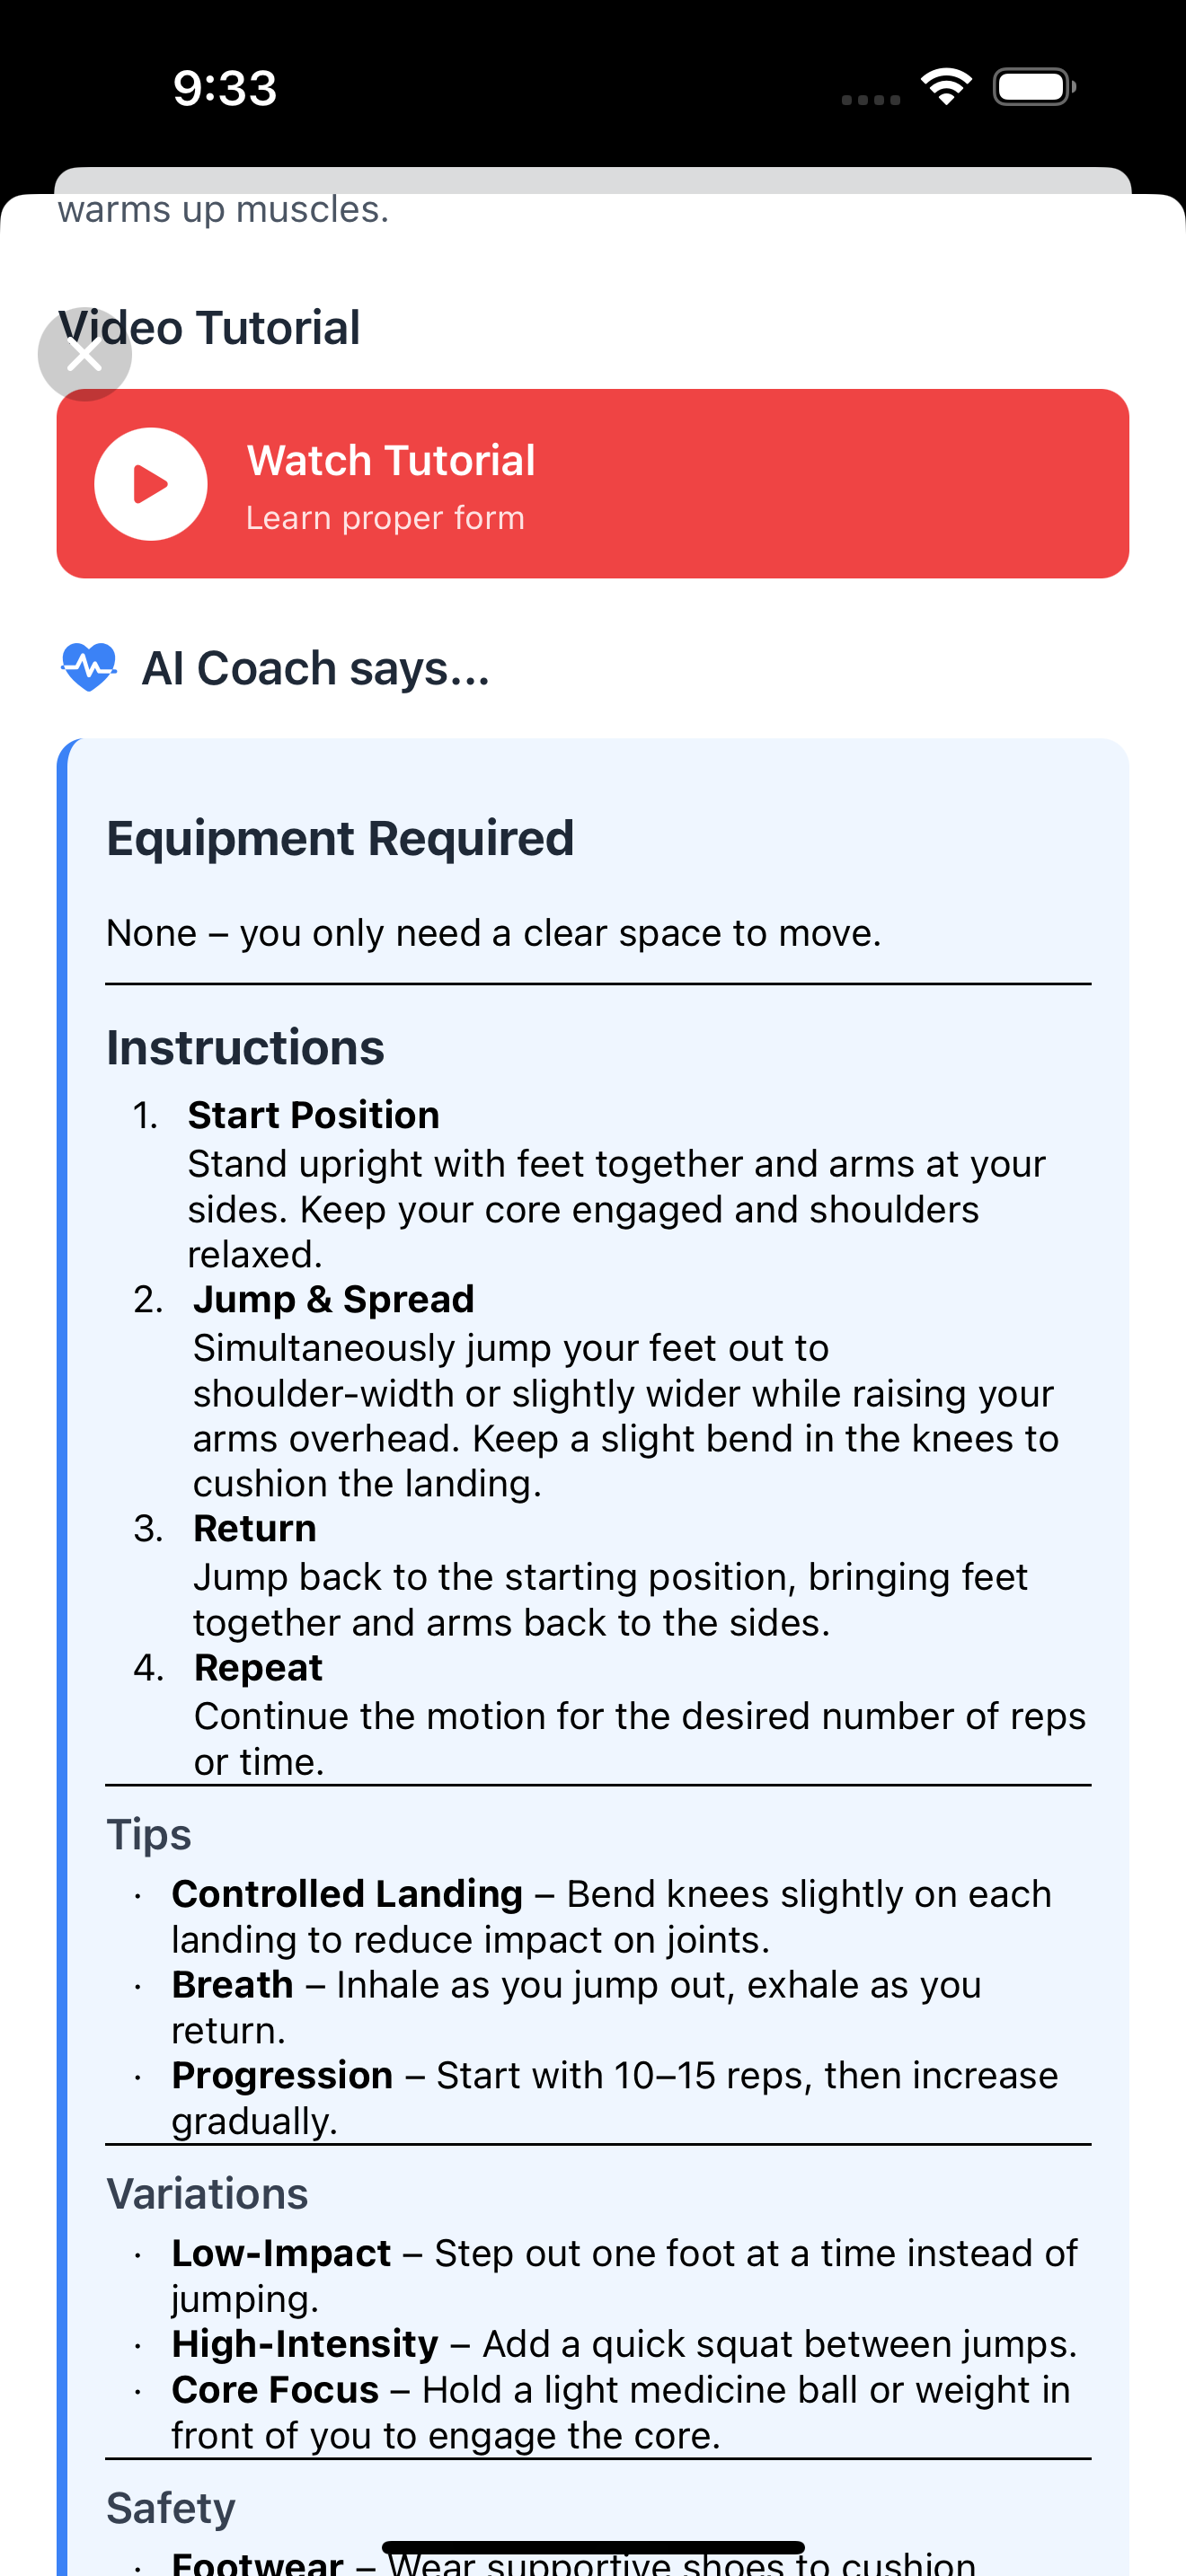 9:33
warms up muscles.
Video Tutorial
Watch Tutorial
Learn proper form
AI Coach says...
Equipment Required
None – you only need a clear space to move.
Instructions
1. Start Position
Stand upright with feet together and arms at your
sides. Keep your core engaged and shoulders
relaxed.
2. Jump & Spread
Simultaneously jump your feet out to
shoulder-width or slightly wider while raising your
arms overhead. Keep a slight bend in the knees to
cushion the landing.
3. Return
Jump back to the starting position, bringing feet
together and arms back to the sides.
4. Repeat
Continue the motion for the desired number of reps
or time.
Tips
· Controlled Landing – Bend knees slightly on each
landing to reduce impact on joints.
· Breath – Inhale as you jump out, exhale as you
return.
· Progression – Start with 10–15 reps, then increase
gradually.
Variations
· Low-Impact – Step out one foot at a time instead of
jumping.
· High-Intensity – Add a quick squat between jumps.
· Core Focus – Hold a light medicine ball or weight in
front of you to engage the core.
Safety
· Footwear – Wear supportive shoes to cushion